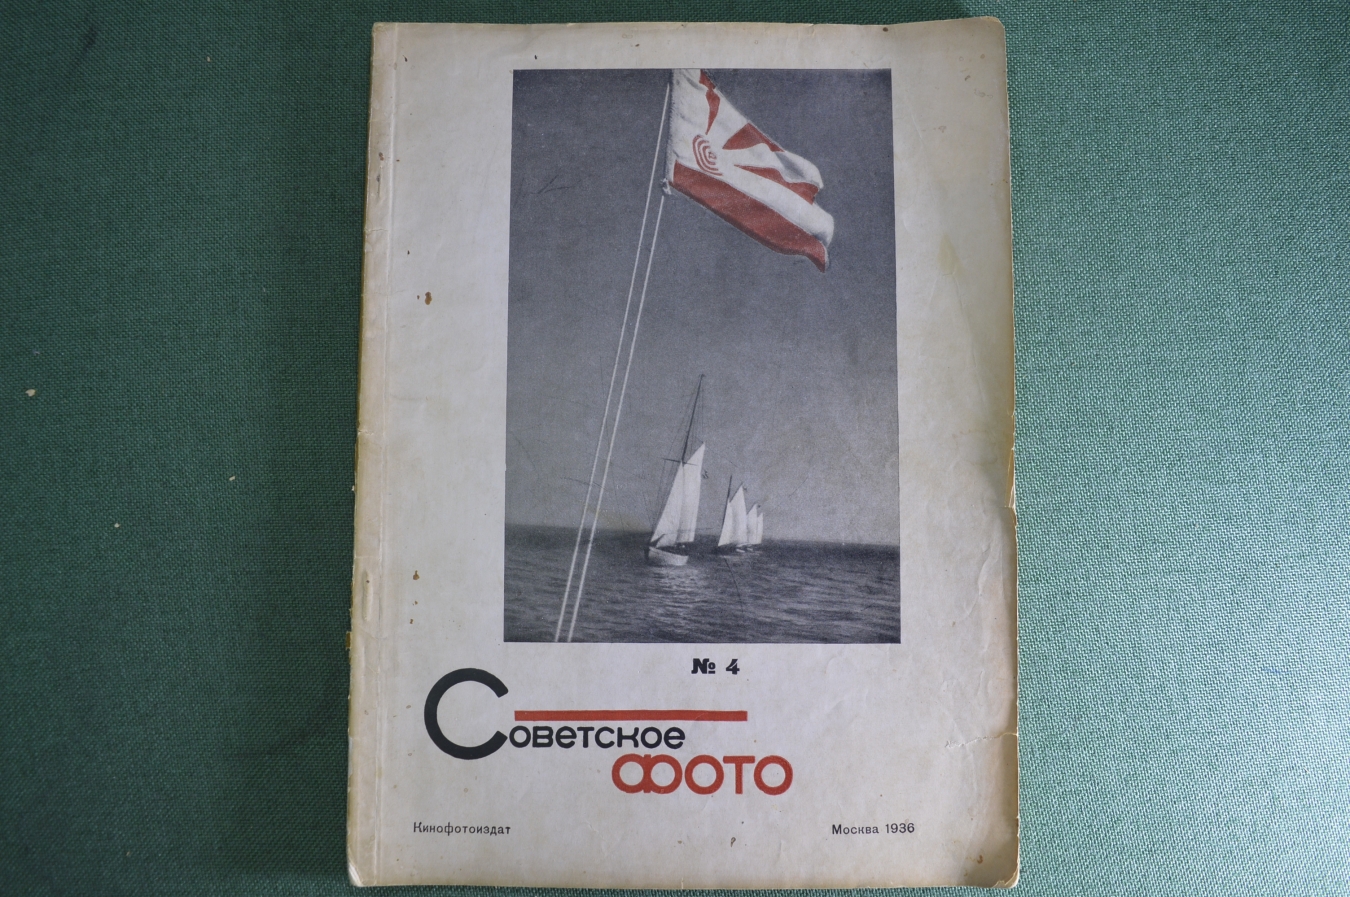 № 4
Советское
фото
Кинофотоиздат
Москва 1936